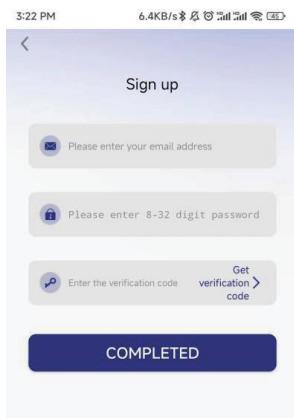 3:22 PM 6.4KB/s 45
Sign up
Please enter your email address
Please enter 8-32 digit password
Enter the verification code
Get
verification
code
COMPLETED